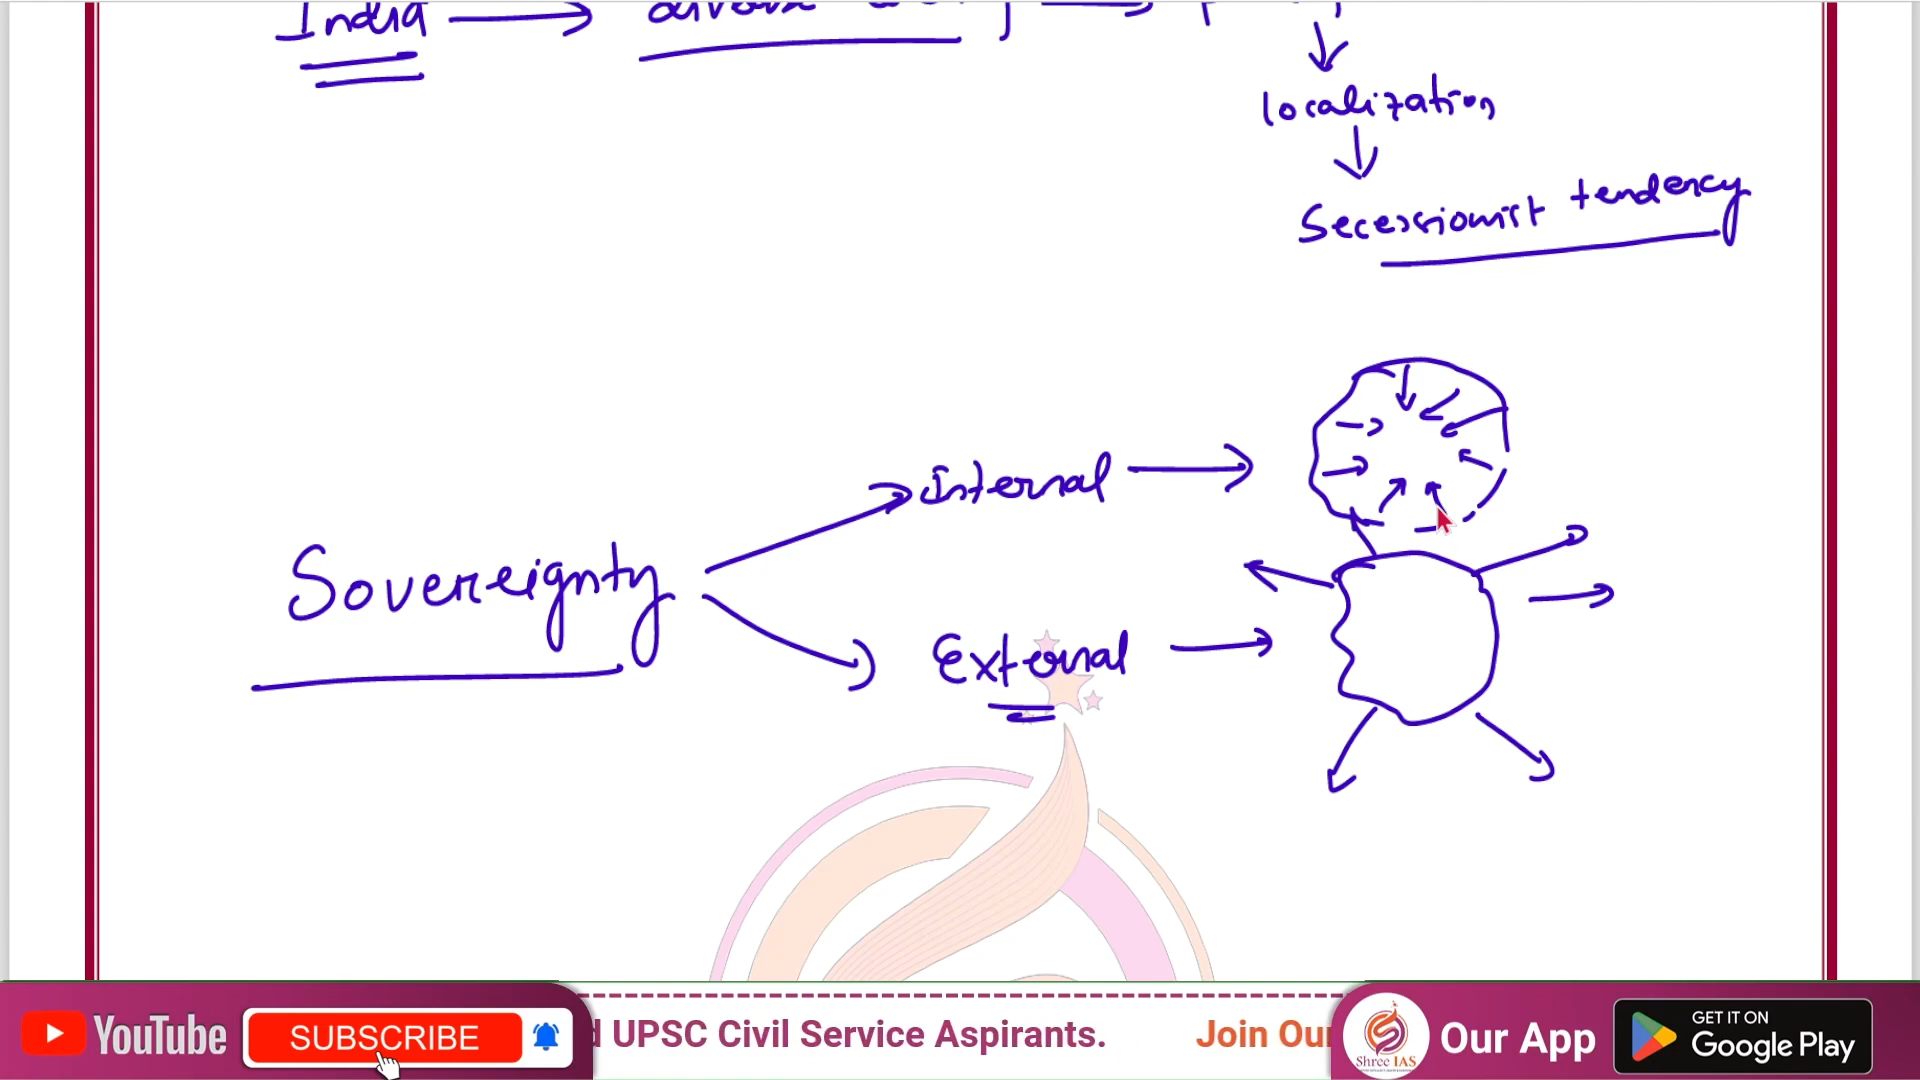 India
localization
Secessionist tendency
Internal
Sovereignty
External
YouTube
SUBSCRIBE
UPSC Civil Service Aspirants. Join Our
Shree IAS
Our App
GET IT ON
Google Play